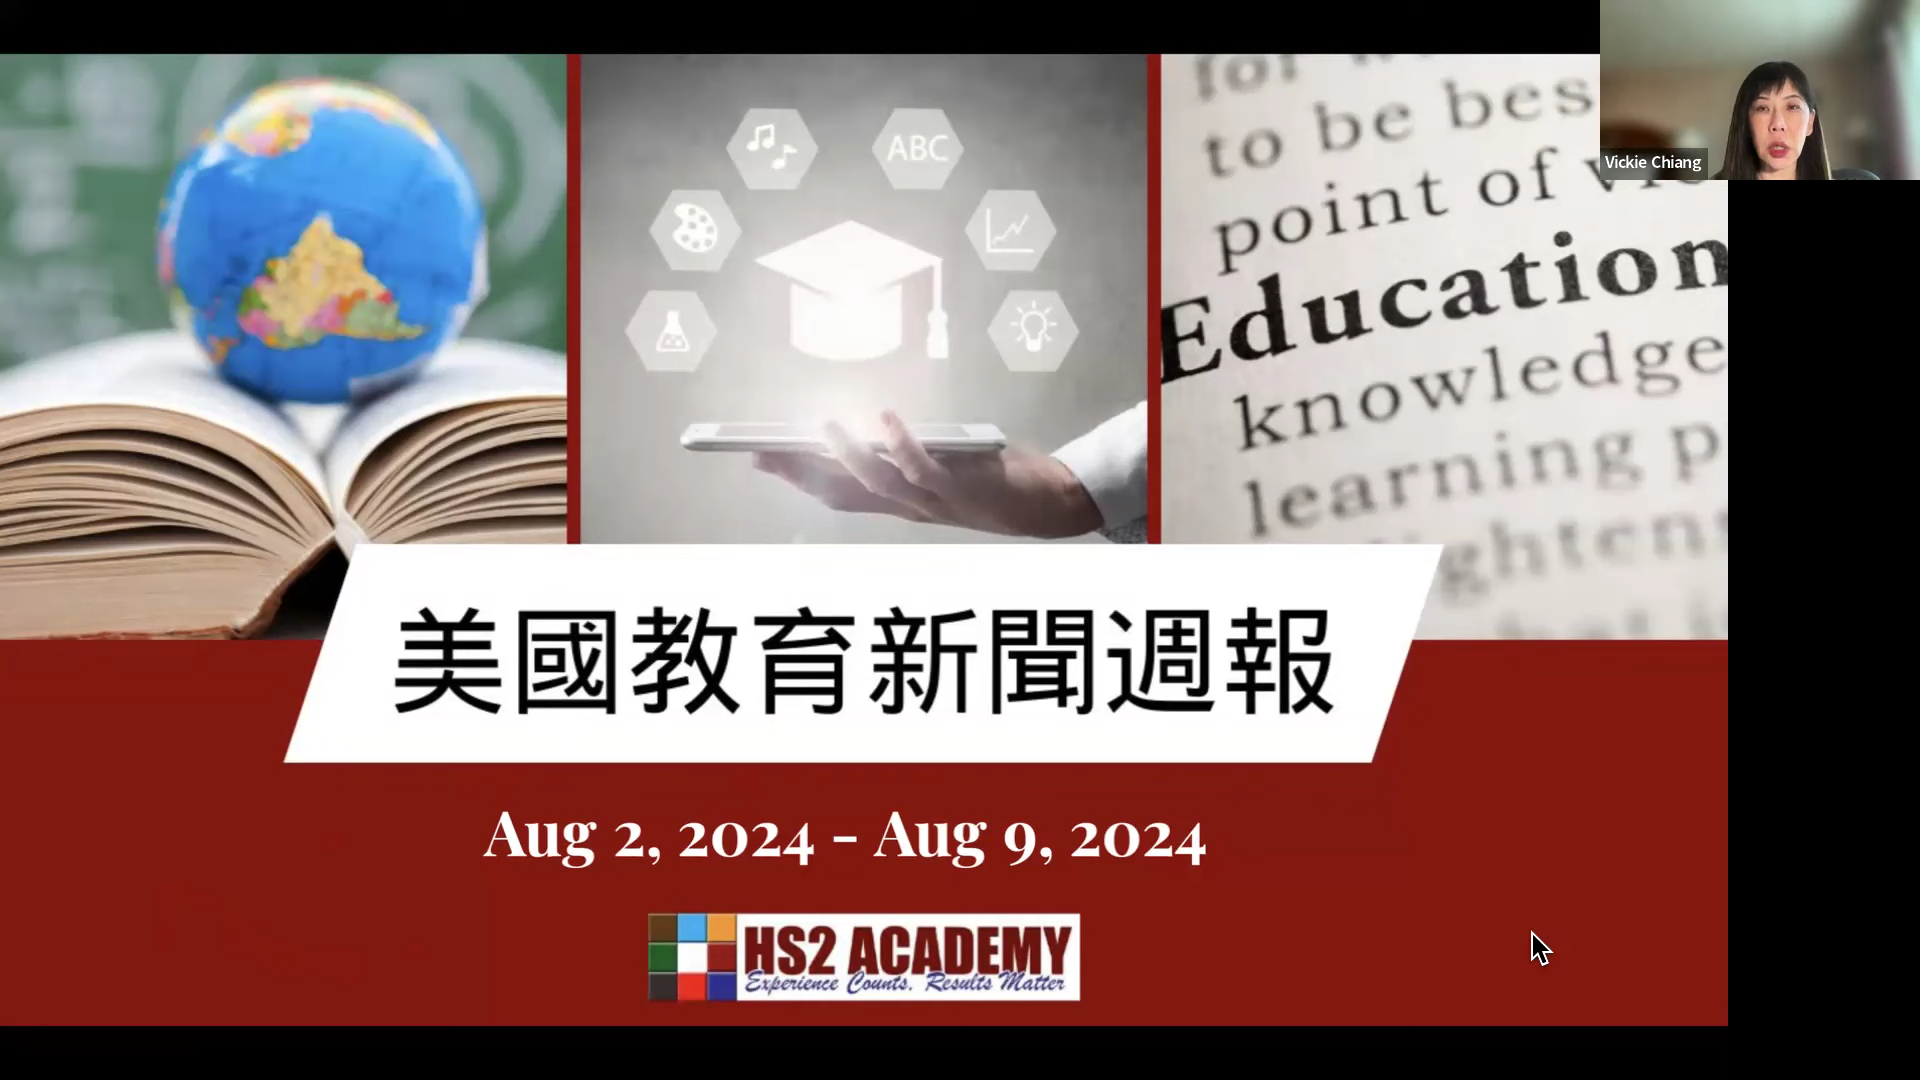 ABC
to be bes
point of
Education
knowledge
learning p
Vickie Chiang
美國教育新聞週報
Aug 2, 2024 - Aug 9, 2024
HS2 ACADEMY
Experience Counts, Results Matter